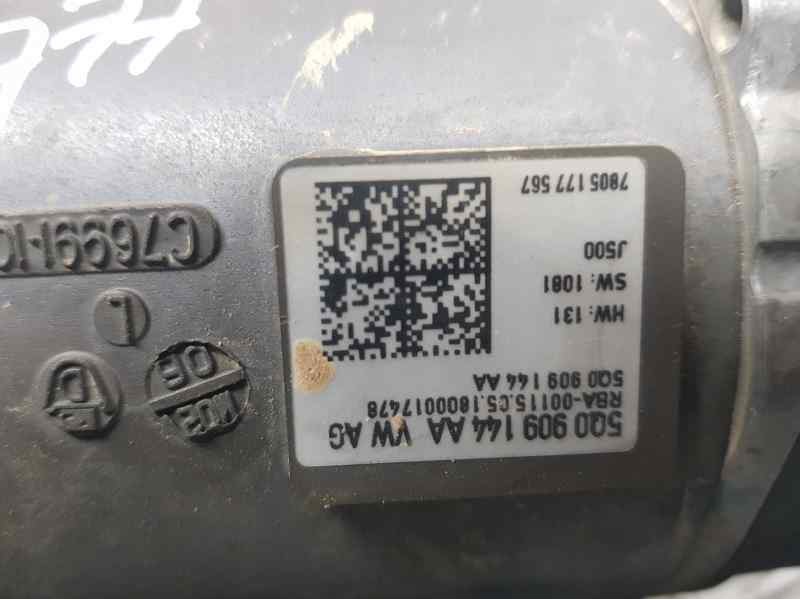 5Q0 909 144 AA VW AG
RBA-00115.C5.1800017478
5Q0 909 144 AA
HW: 131
SW: 1081
J500
7805 177 567
L